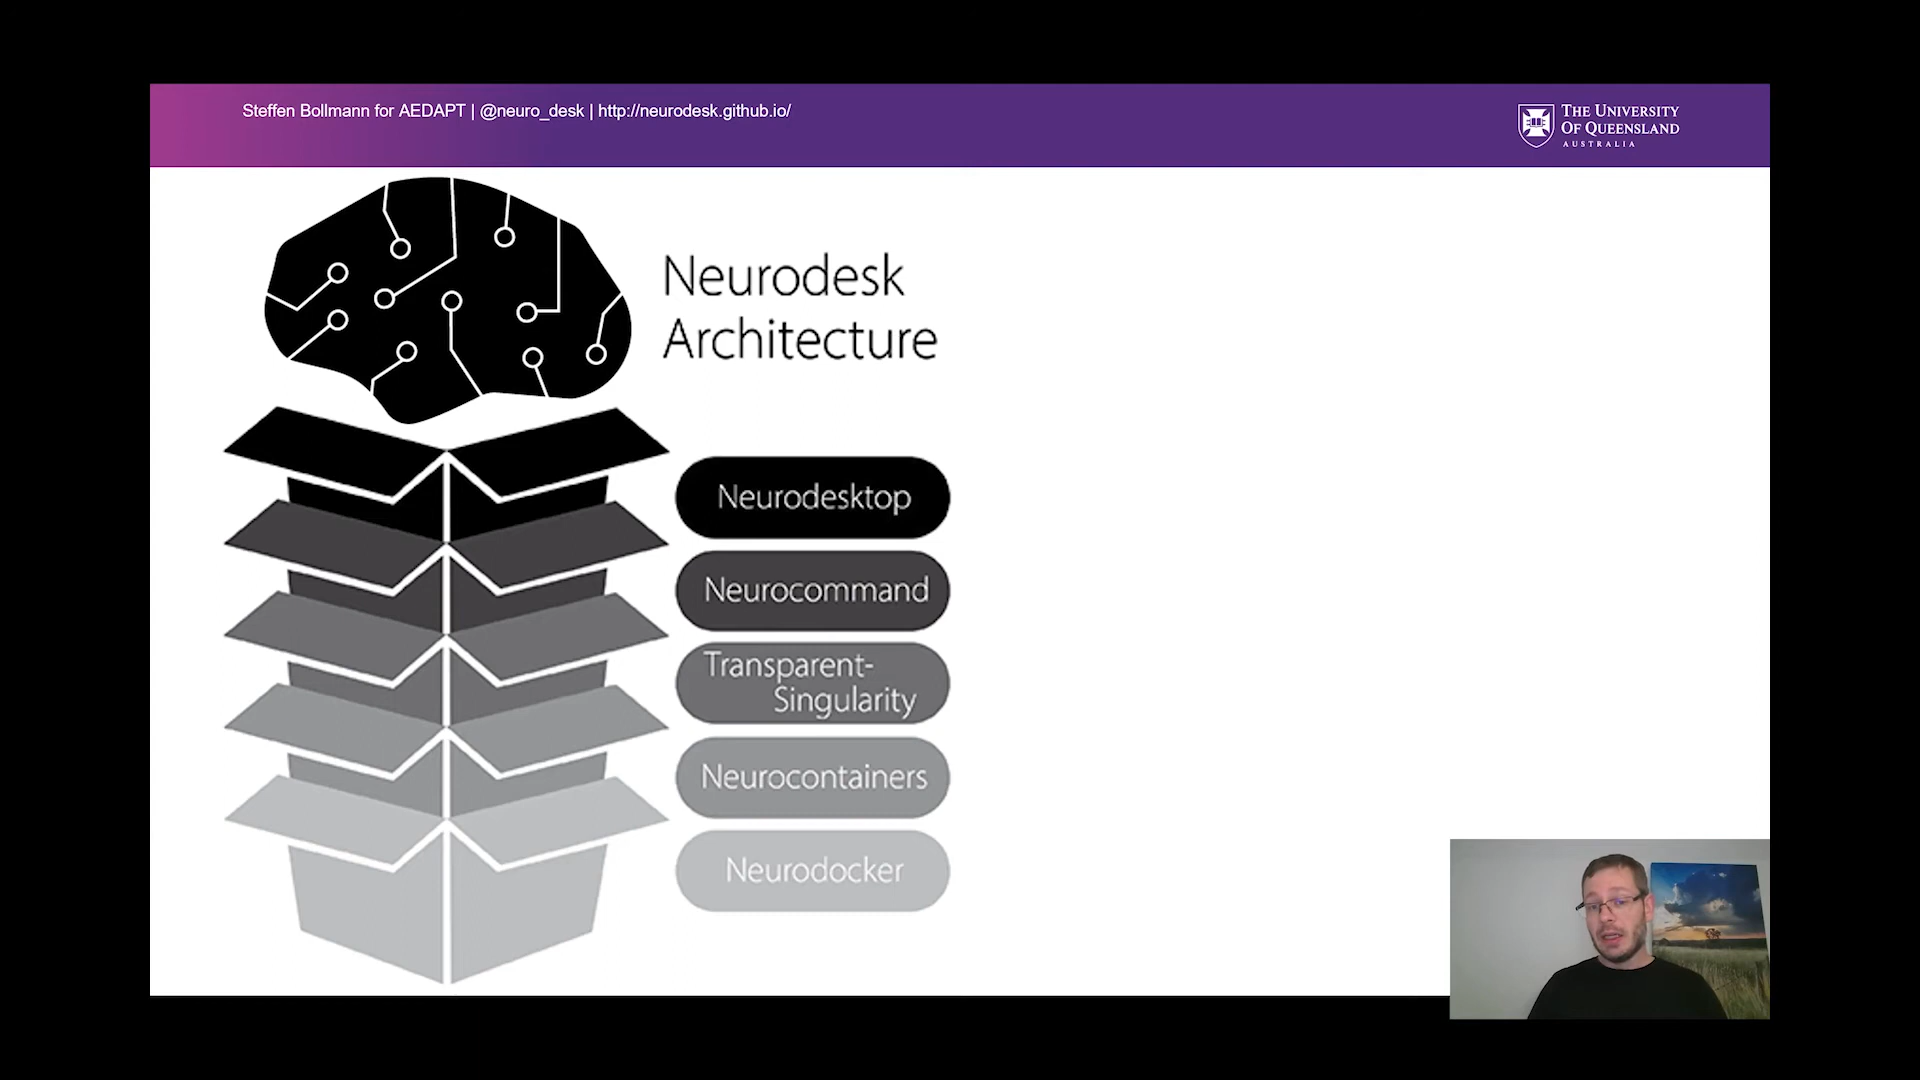 Steffen Bollmann for AEDAPT | @neuro_desk | http://neurodesk.github.io/
THE UNIVERSITY
OF QUEENSLAND
AUSTRALIA
Neurodesk
Architecture
Neurodesktop
Neurocommand
Transparent-
Singularity
Neurocontainers
Neurodocker